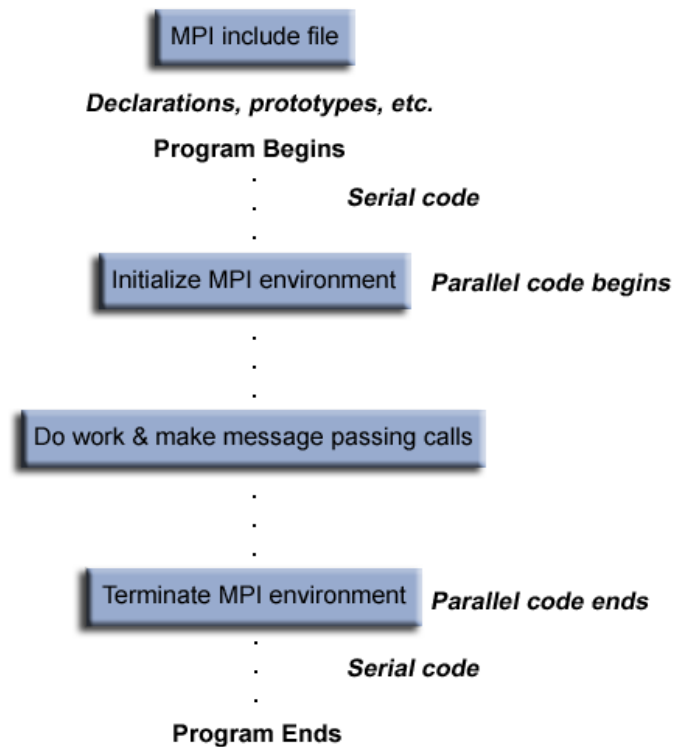 MPI include file
Declarations, prototypes, etc.
Program Begins
Serial code
Initialize MPI environment
Parallel code begins
Do work & make message passing calls
Terminate MPI environment
Parallel code ends
Serial code
Program Ends